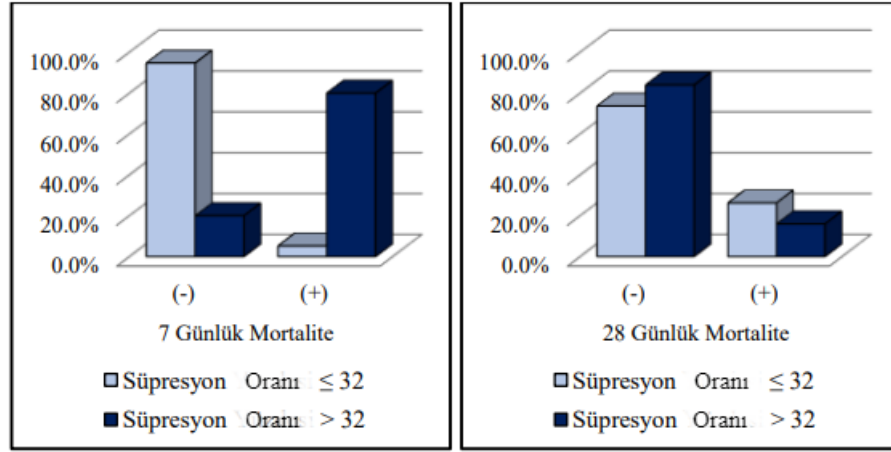 100.0%
80.0%
60.0%
40.0%
20.0%
0.0%
(-) (+)
7 Günlük Mortalite
Süpresyon Oranı ≤ 32
Süpresyon Oranı > 32
100.0%
80.0%
60.0%
40.0%
20.0%
0.0%
(-) (+)
28 Günlük Mortalite
Süpresyon Oranı ≤ 32
Süpresyon Oranı > 32